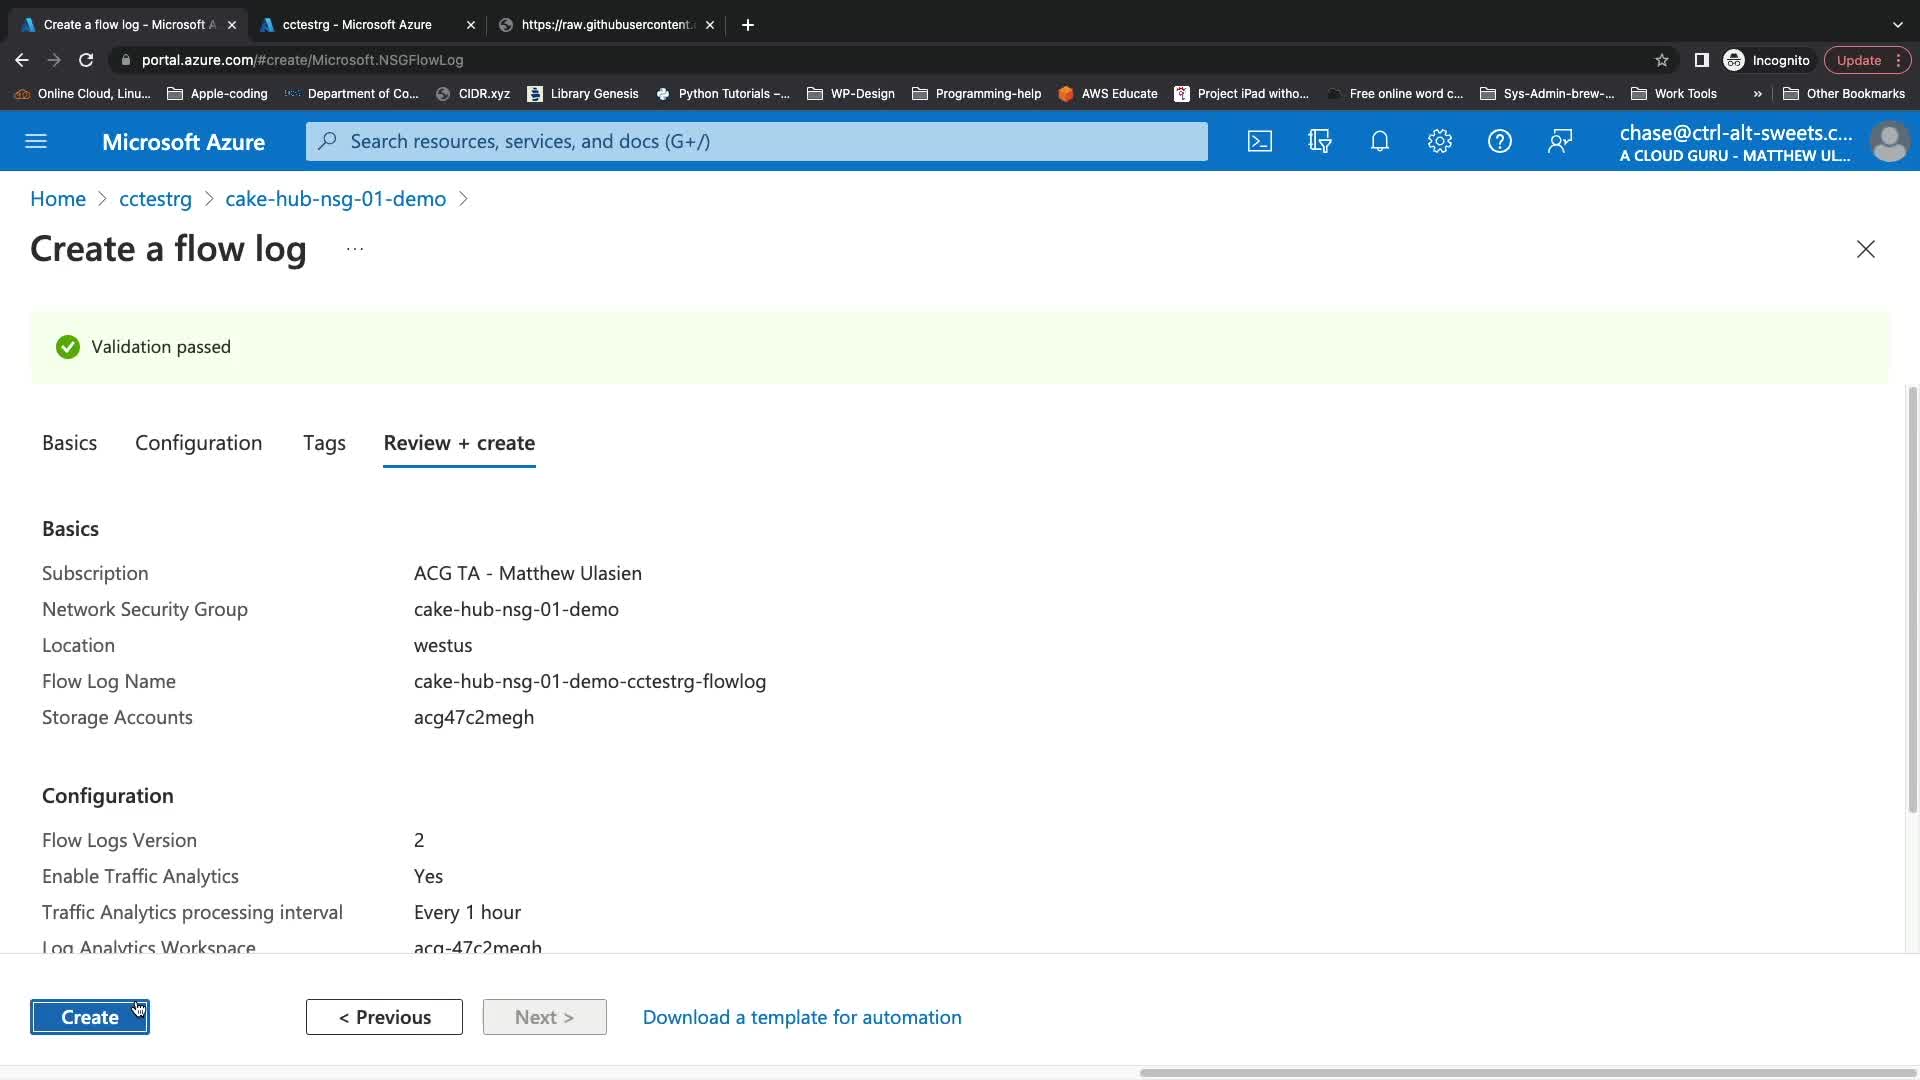 Create a flow log - Microsoft A
cctestrg - Microsoft Azure
https://raw.githubusercontent.
portal.azure.com/#create/Microsoft.NSGFlowLog
Incognito
Update
Online Cloud, Linu...
Apple-coding
Department of Co...
CIDR.xyz
Library Genesis
Python Tutorials –...
WP-Design
Programming-help
AWS Educate
Project iPad witho...
Free online word c...
Sys-Admin-brew-...
Work Tools
»
Other Bookmarks
Microsoft Azure
Search resources, services, and docs (G+/)
chase@ctrl-alt-sweets.c...
A CLOUD GURU - MATTHEW UL...
Home > cctestrg > cake-hub-nsg-01-demo >
Create a flow log ...
Validation passed
Basics Configuration Tags Review + create
Basics
Subscription ACG TA - Matthew Ulasien
Network Security Group cake-hub-nsg-01-demo
Location westus
Flow Log Name cake-hub-nsg-01-demo-cctestrg-flowlog
Storage Accounts acg47c2megh
Configuration
Flow Logs Version 2
Enable Traffic Analytics Yes
Traffic Analytics processing interval Every 1 hour
Log Analytics Workspace acg-47c2megh
Create
< Previous
Next >
Download a template for automation